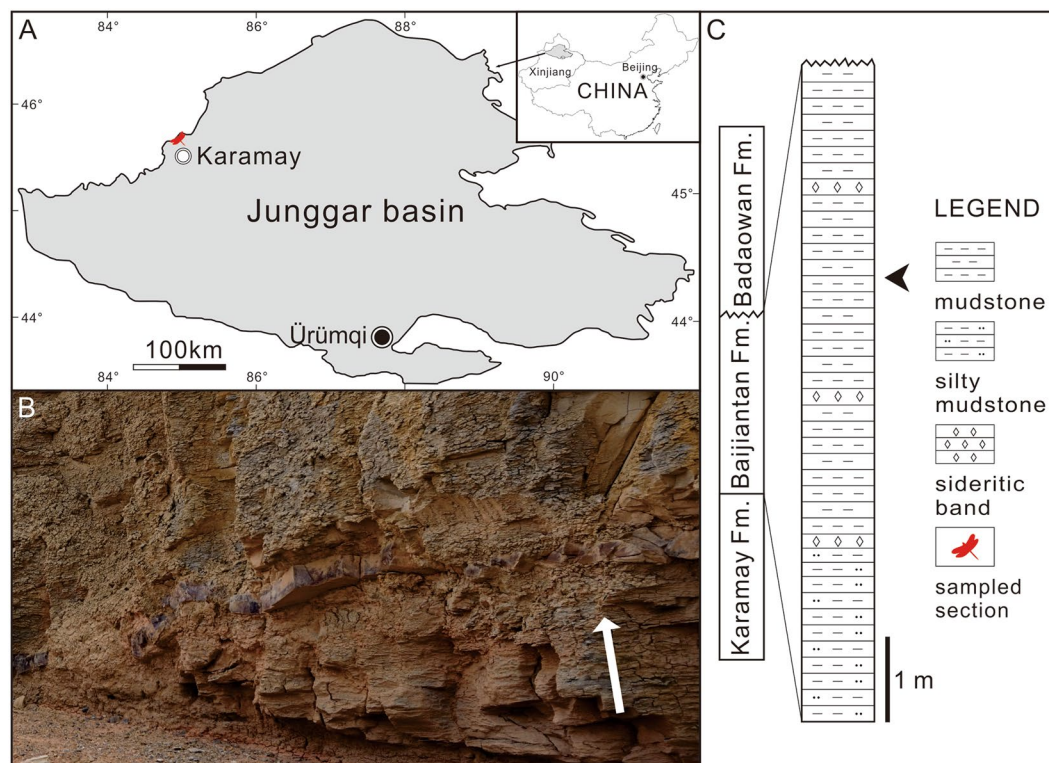 A
84°
86°
88°
46°
Xinjiang
Beijing
CHINA
Karamay
45°
Junggar basin
44°
Ürümqi
44°
100km
84°
86°
90°
B
C
Badaowan Fm.
Baijiantan Fm.
Karamay Fm.
LEGEND
mudstone
silty
mudstone
sideritic
band
sampled
section
1 m